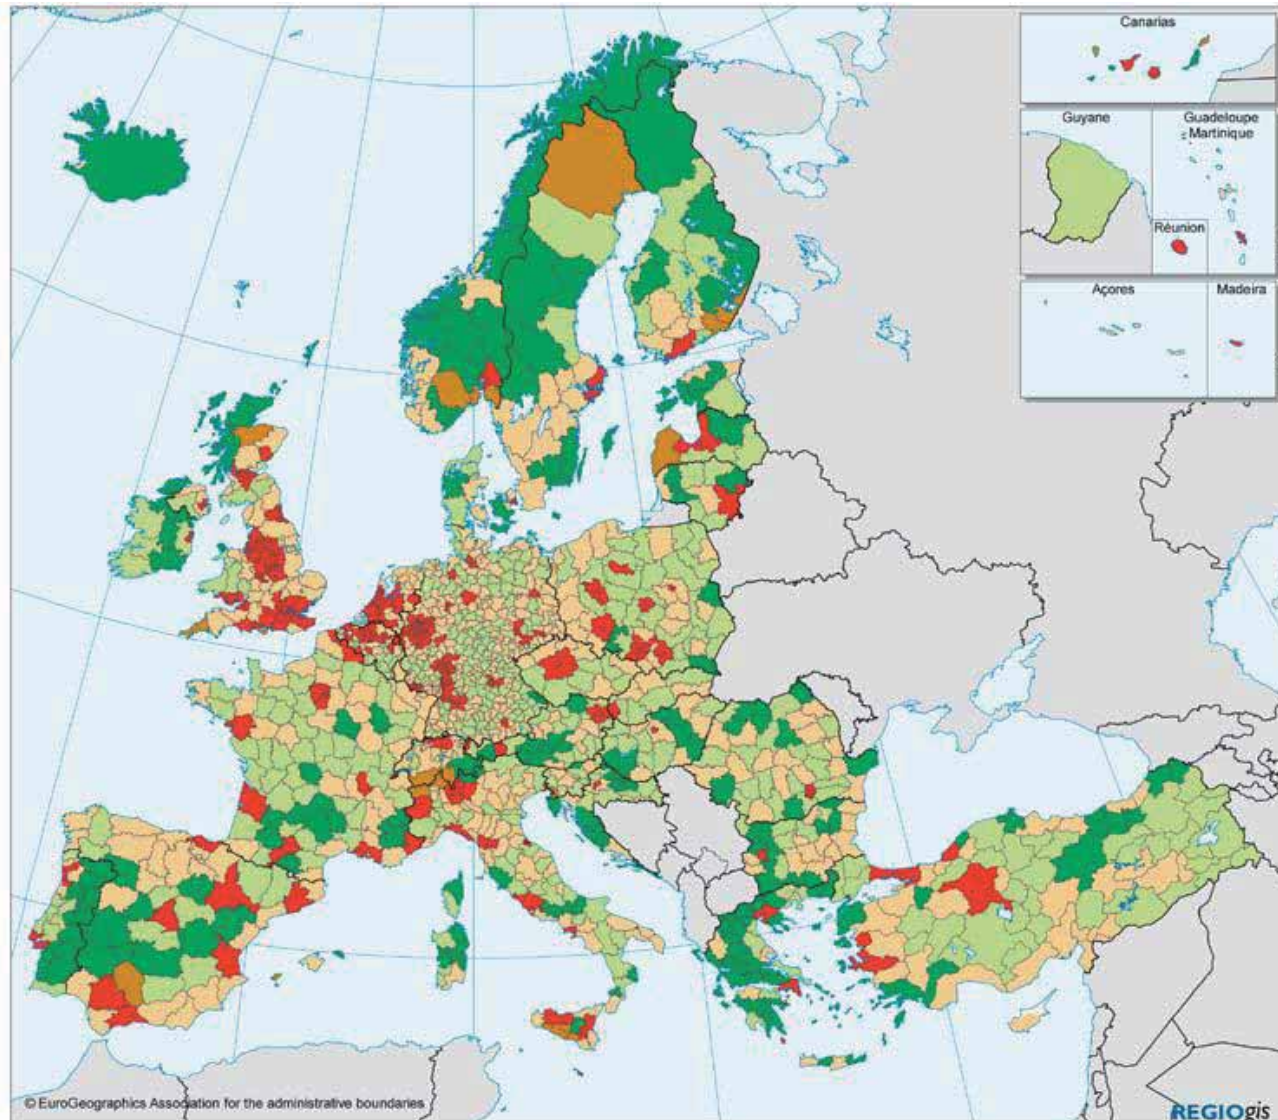 Canarias
Guyane
Guadeloupe
Martinique
Réunion
Açores
Madeira
© EuroGeographics Association for the administrative boundaries
REGIOgis